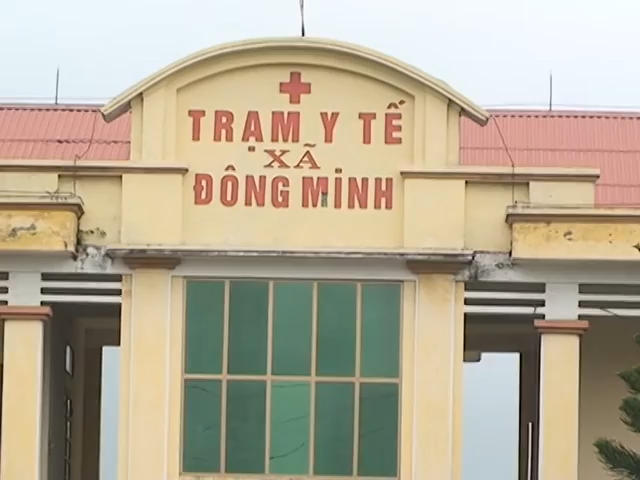 TRẠM Y TẾ
XÃ
ĐÔNG MINH